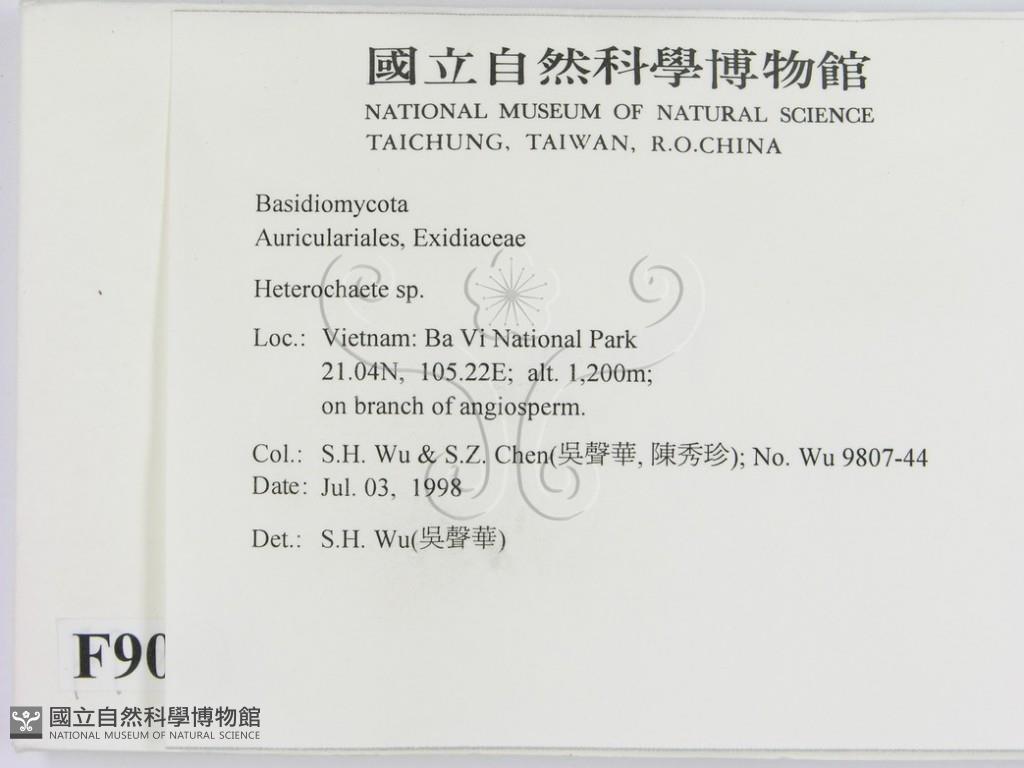 國立自然科學博物館
NATIONAL MUSEUM OF NATURAL SCIENCE
TAICHUNG, TAIWAN, R.O.CHINA
Basidiomycota
Auriculariales, Exidiaceae
Heterochaete sp.
Loc.: Vietnam: Ba Vi National Park
21.04N, 105.22E; alt. 1,200m;
on branch of angiosperm.
Col.: S.H. Wu & S.Z. Chen(吳聲華, 陳秀珍); No. Wu 9807-44
Date: Jul. 03, 1998
Det.: S.H. Wu(吳聲華)
F90
國立自然科學博物館
NATIONAL MUSEUM OF NATURAL SCIENCE